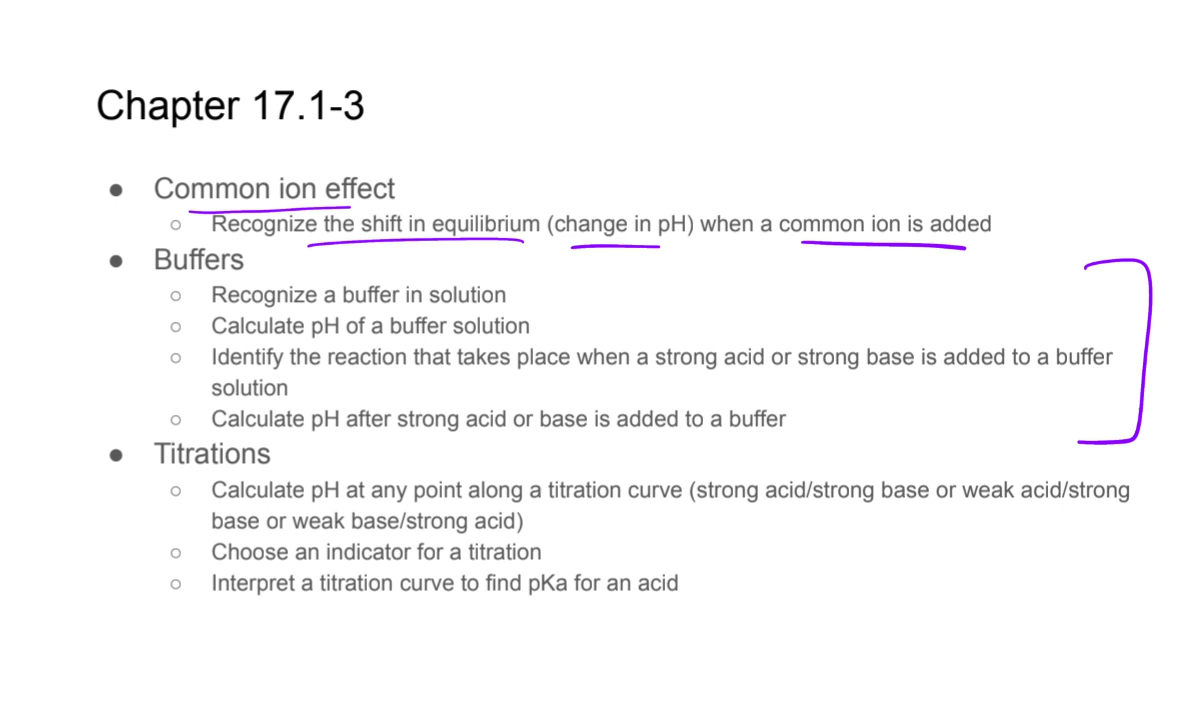 Chapter 17.1-3
● Common ion effect
○ Recognize the shift in equilibrium (change in pH) when a common ion is added
● Buffers
○ Recognize a buffer in solution
○ Calculate pH of a buffer solution
○ Identify the reaction that takes place when a strong acid or strong base is added to a buffer
solution
○ Calculate pH after strong acid or base is added to a buffer
● Titrations
○ Calculate pH at any point along a titration curve (strong acid/strong base or weak acid/strong
base or weak base/strong acid)
○ Choose an indicator for a titration
○ Interpret a titration curve to find pKa for an acid